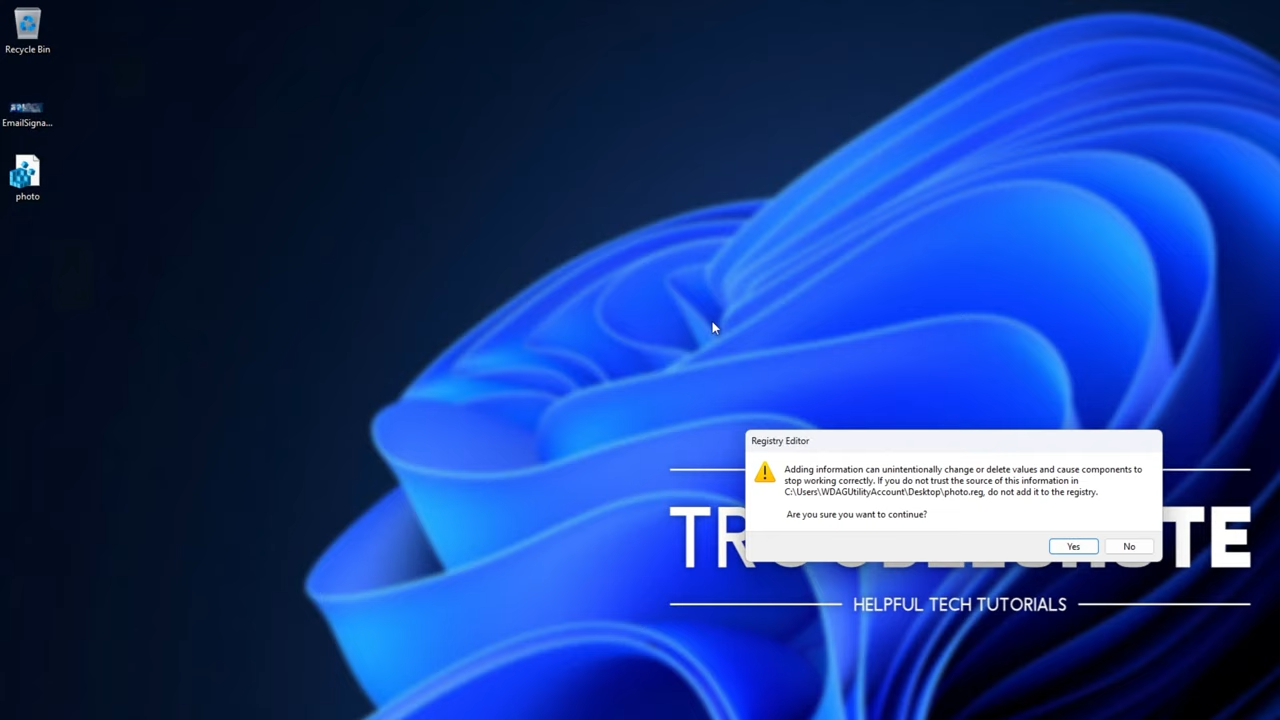 Recycle Bin
EmailSigna...
photo
Registry Editor
Adding information can unintentionally change or delete values and cause components to
stop working correctly. If you do not trust the source of this information in
C:\Users\WDAGUtilityAccount\Desktop\photo.reg, do not add it to the registry.
Are you sure you want to continue?
Yes
No
HELPFUL TECH TUTORIALS